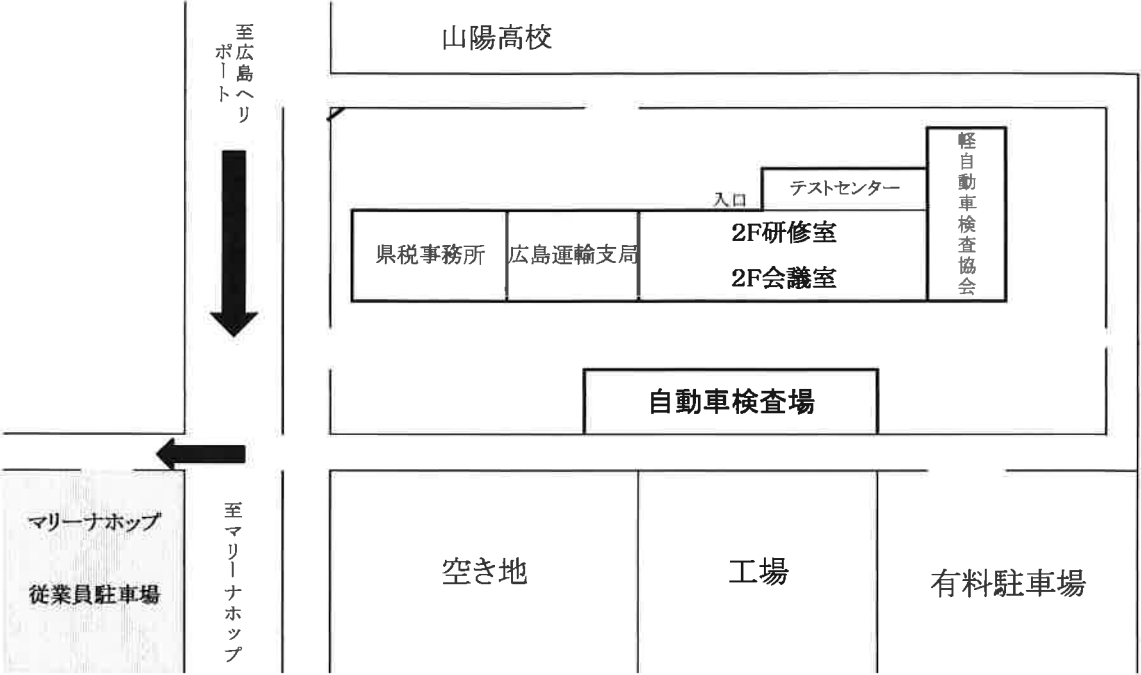 至広島ヘリ
ポート
山陽高校
軽自動車検査協会
テストセンター
入口
県税事務所
広島運輸支局
2F研修室
2F会議室
自動車検査場
マリーナホップ
従業員駐車場
至マリーナホップ
空き地
工場
有料駐車場